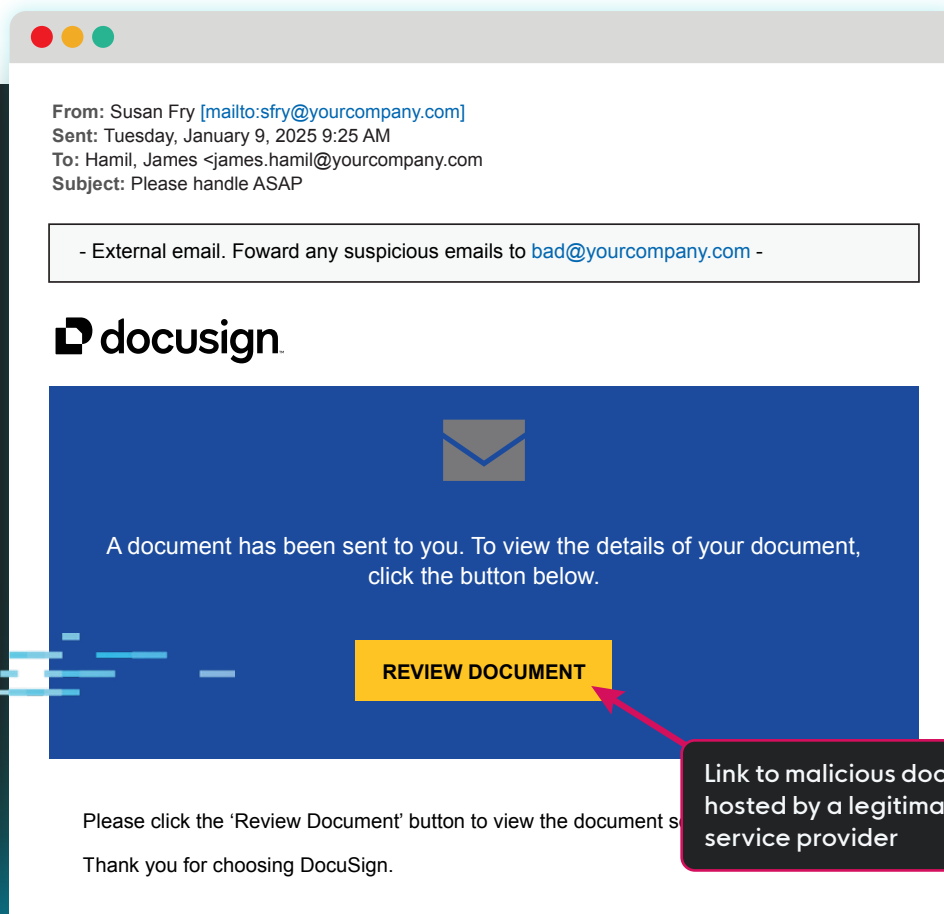 From: Susan Fry [mailto:sfry@yourcompany.com]
Sent: Tuesday, January 9, 2025 9:25 AM
To: Hamil, James <james.hamil@yourcompany.com
Subject: Please handle ASAP
- External email. Foward any suspicious emails to bad@yourcompany.com -
docusign
A document has been sent to you. To view the details of your document,
click the button below.
REVIEW DOCUMENT
Link to malicious
hosted by a
service provider
Please click the ‘Review Document’ button to view the document
Thank you for choosing DocuSign.